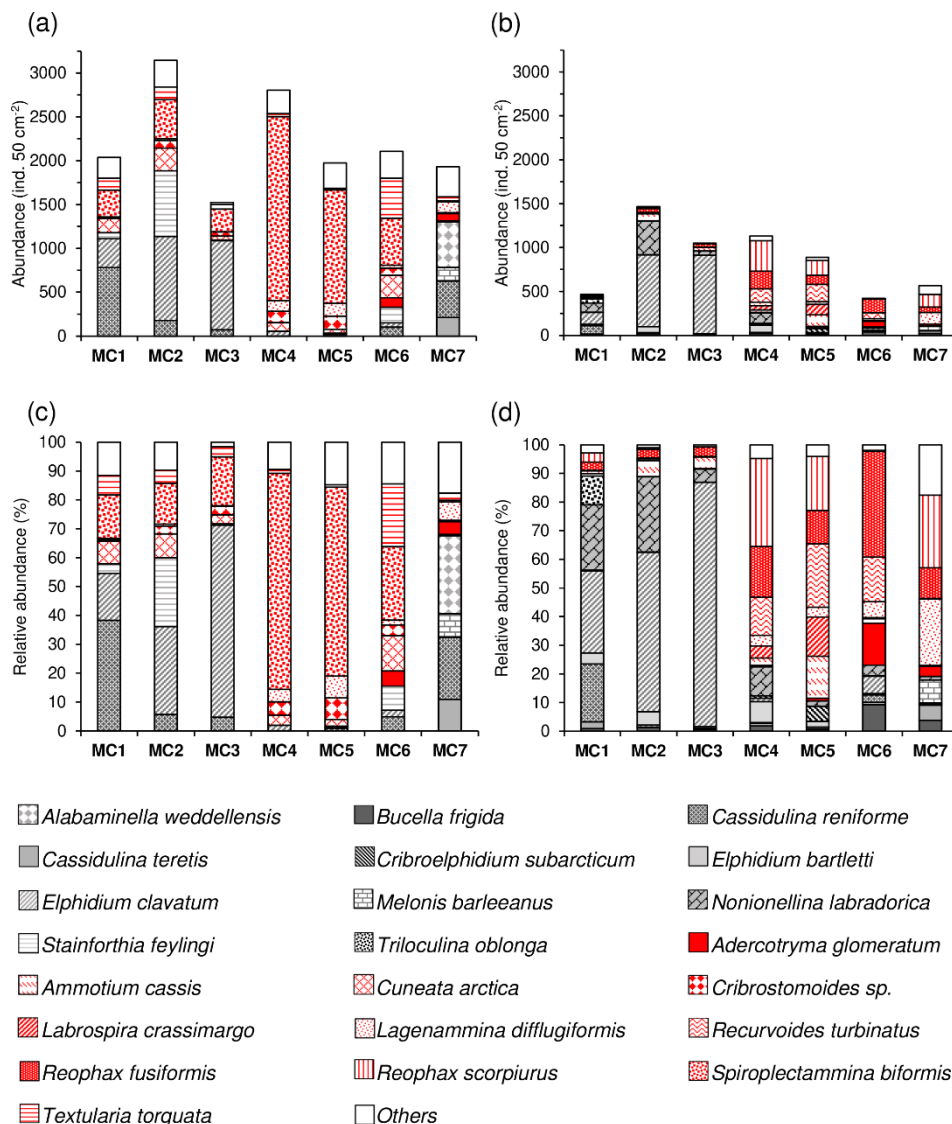 (a)
(b)
Abundance (ind. 50 cm⁻²)
3000
2500
2000
1500
1000
500
0
MC1 MC2 MC3 MC4 MC5 MC6 MC7
Abundance (ind. 50 cm⁻²)
3000
2500
2000
1500
1000
500
0
MC1 MC2 MC3 MC4 MC5 MC6 MC7
(c)
(d)
Relative abundance (%)
100
90
80
70
60
50
40
30
20
10
0
MC1 MC2 MC3 MC4 MC5 MC6 MC7
Relative abundance (%)
100
90
80
70
60
50
40
30
20
10
0
MC1 MC2 MC3 MC4 MC5 MC6 MC7
Alabaminella weddellensis Bucella frigida Cassidulina reniforme
Cassidulina teretis Cribroelphidium subarcticum Elphidium bartletti
Elphidium clavatum Melonis barleeanus Nonionellina labradorica
Stainforthia feylingi Triloculina oblonga Adercotryma glomeratum
Ammotium cassis Cuneata arctica Cribrostomoides sp.
Labrospira crassimargo Lagenammina difflugiformis Recurvoides turbinatus
Reophax fusiformis Reophax scorpiurus Spiroplectammina biformis
Textularia torquata Others